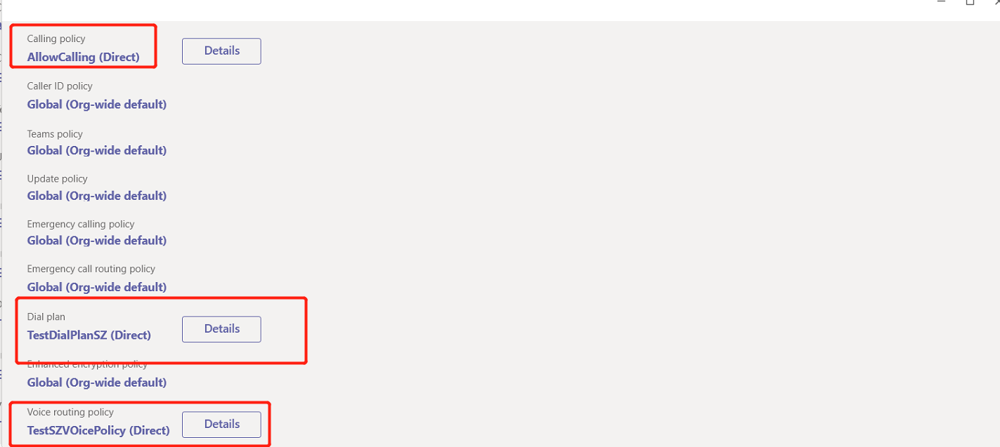 Calling policy
AllowCalling (Direct)
Details
Caller ID policy
Global (Org-wide default)
Teams policy
Global (Org-wide default)
Update policy
Global (Org-wide default)
Emergency calling policy
Global (Org-wide default)
Emergency call routing policy
Global (Org-wide default)
Dial plan
TestDialPlanSZ (Direct)
Details
Enhanced encryption policy
Global (Org-wide default)
Voice routing policy
TestSZVOicePolicy (Direct)
Details